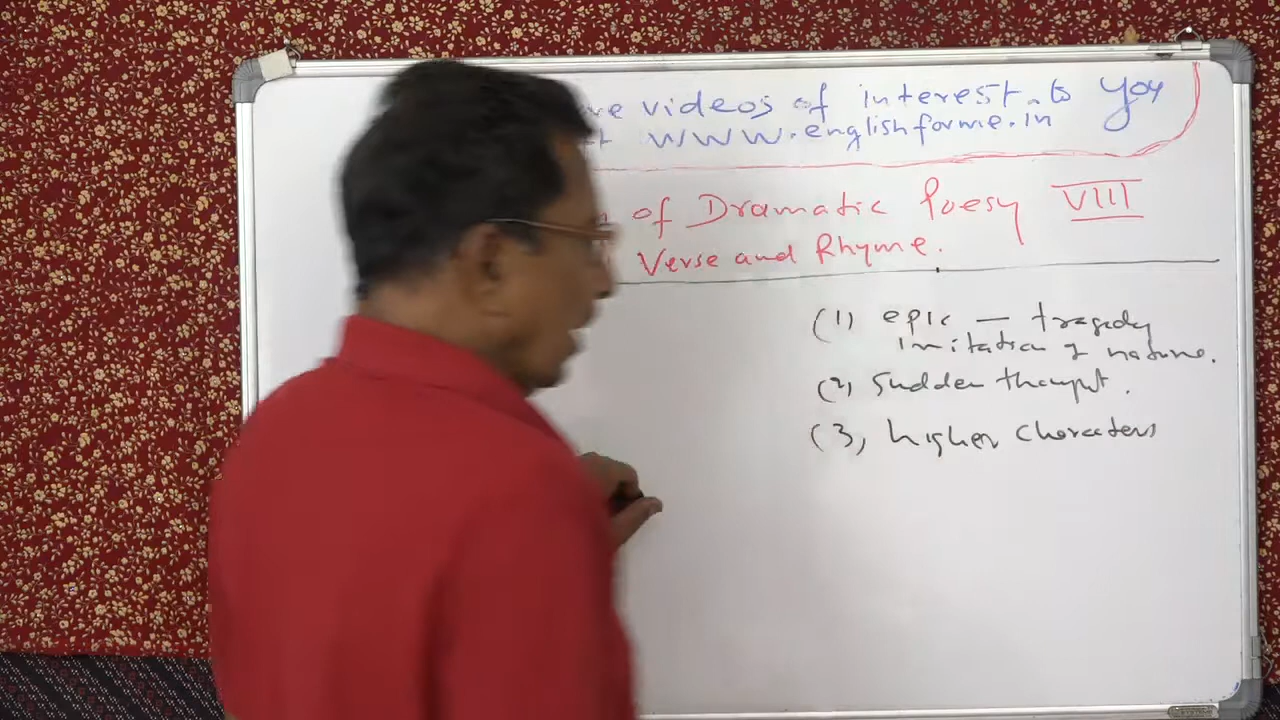 videos of interest to you
www.englishforme.in
of Dramatic Poesy VIII
Verse and Rhyme.
(1) epic — tragedy
imitation of nature.
(2) Sudden thought.
(3) higher characters